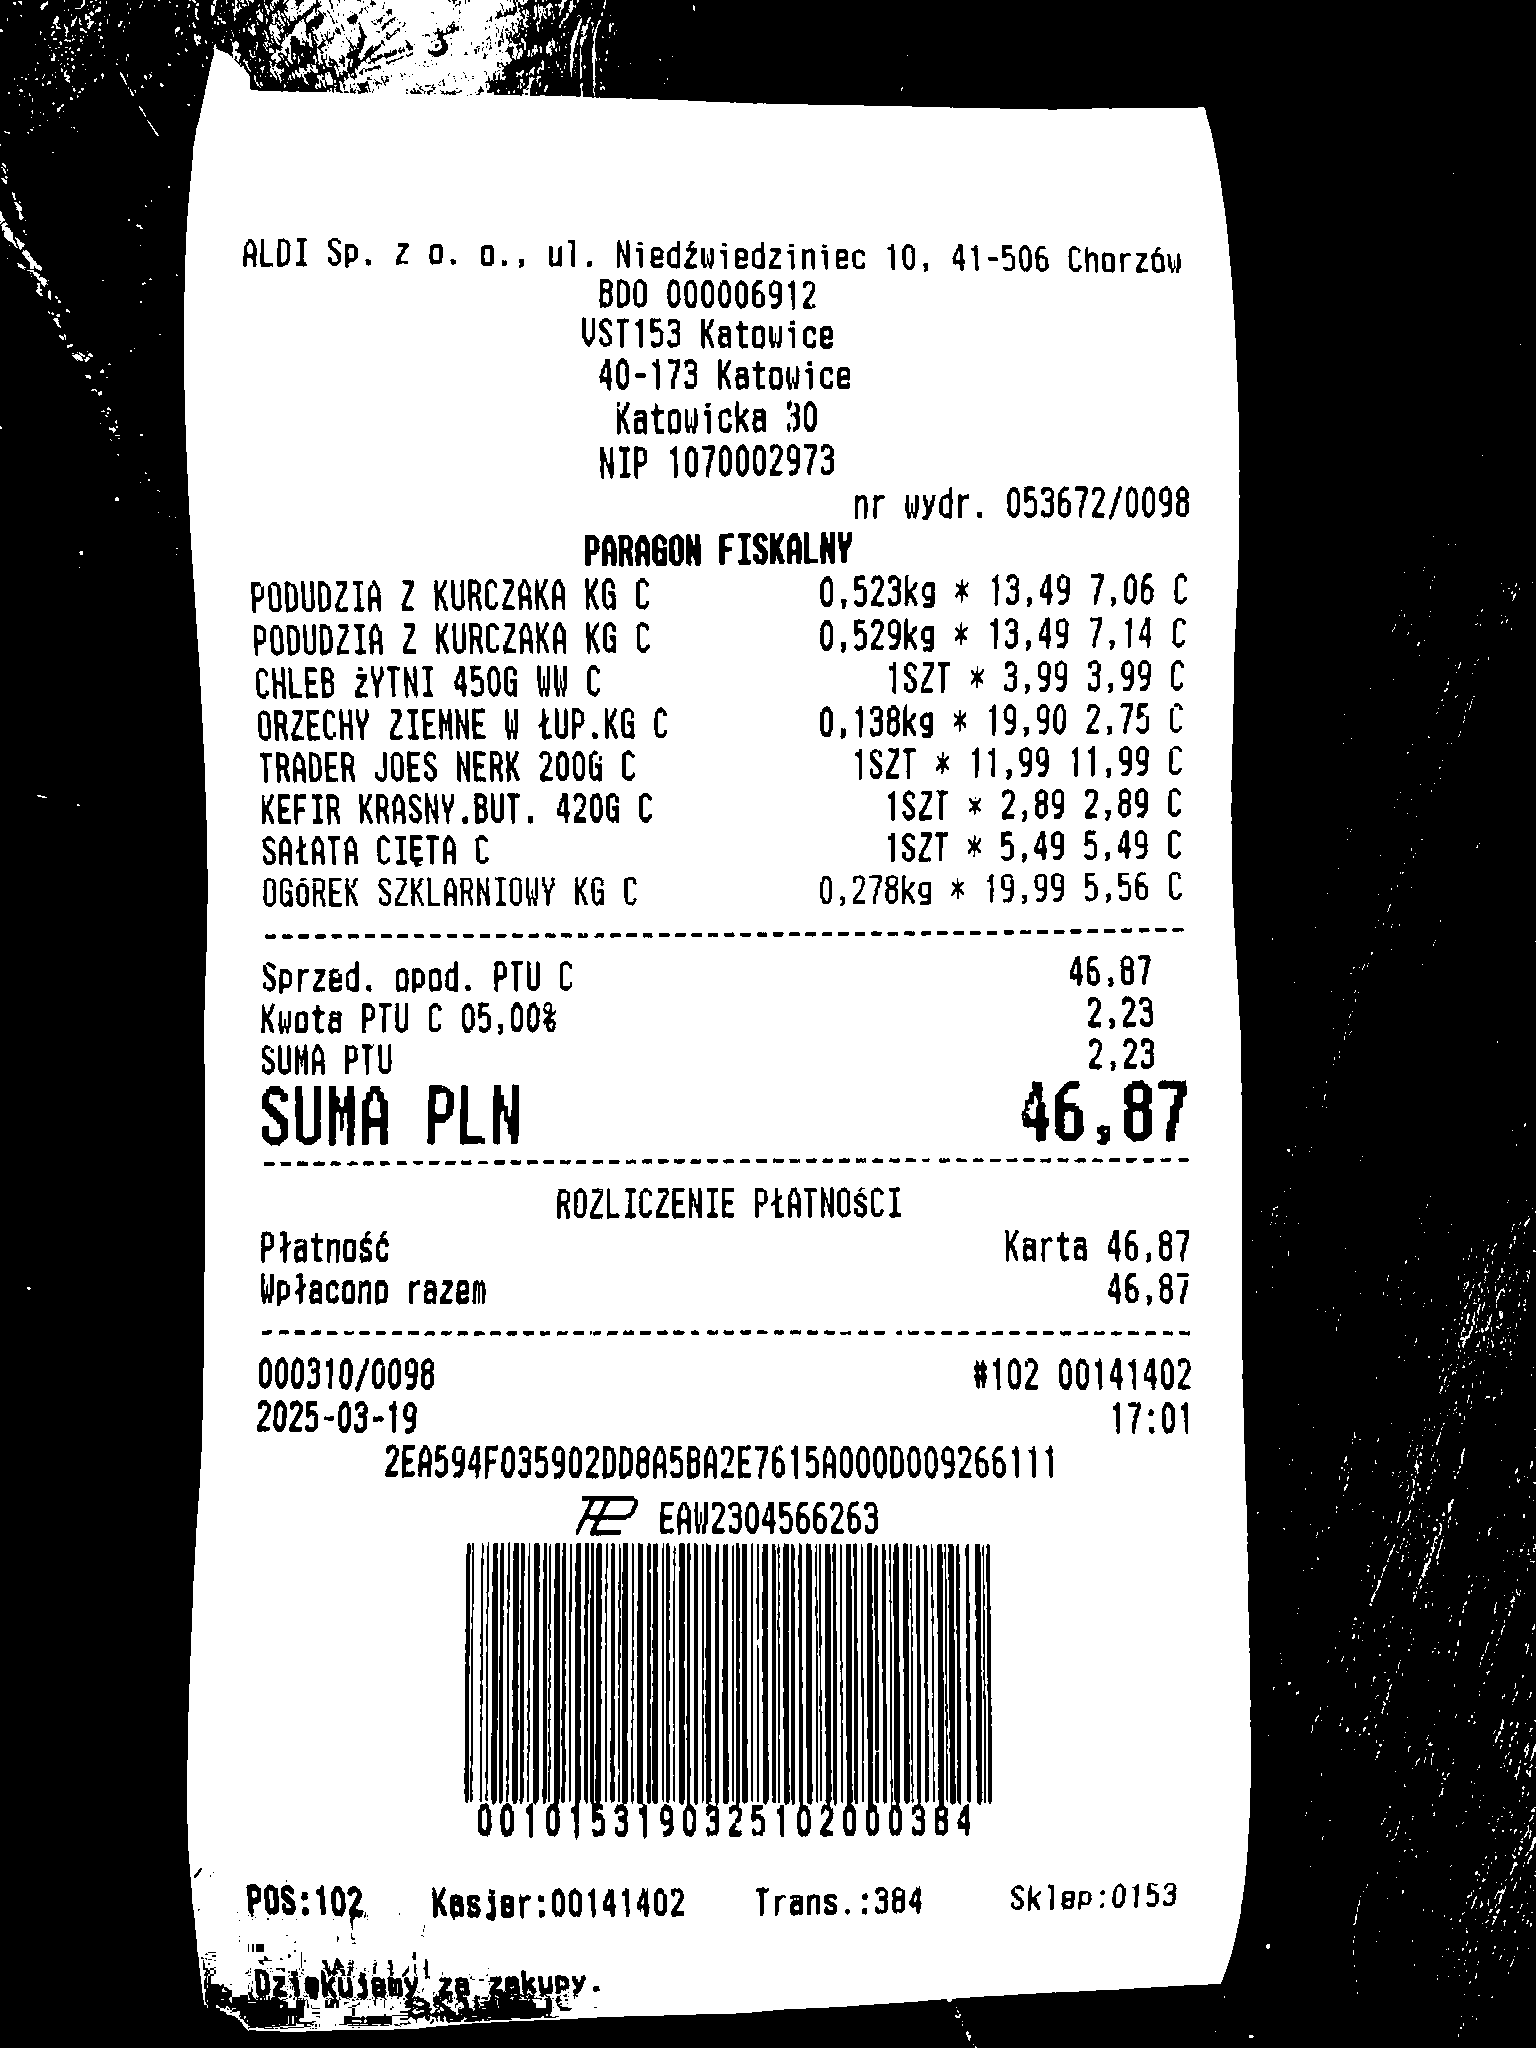 ALDI Sp. z o. o., ul. Niedźwiedziniec 10, 41-506 Chorzów
BDO 000006912
VST153 Katowice
40-173 Katowice
Katowicka 30
NIP 1070002973
nr wydr. 053672/0098
PARAGON FISKALNY
PODUDZIA Z KURCZAKA KG C 0,523kg * 13,49 7,06 C
PODUDZIA Z KURCZAKA KG C 0,529kg * 13,49 7,14 C
CHLEB ŻYTNI 450G WW C 1SZT * 3,99 3,99 C
ORZECHY ZIEMNE W ŁUP.KG C 0,138kg * 19,90 2,75 C
TRADER JOES NERK 200G C 1SZT * 11,99 11,99 C
KEFIR KRASNY.BUT. 420G C 1SZT * 2,89 2,89 C
SAŁATA CIĘTA C 1SZT * 5,49 5,49 C
OGÓREK SZKLARNIOWY KG C 0,278kg * 19,99 5,56 C
Sprzed. opod. PTU C 46,87
Kwota PTU C 05,00% 2,23
SUMA PTU 2,23
SUMA PLN 46,87
ROZLICZENIE PŁATNOŚCI
Płatność Karta 46,87
Wpłacono razem 46,87
000310/0098 #102 00141402
2025-03-19 17:01
2EA594F035902DD8A5BA2E7615A000D009266111
EAW2304566263
00101531903251020003​84
POS:102 Kasjer:00141402 Trans.:384 Sklep:0153
Dziękujemy za zakupy.